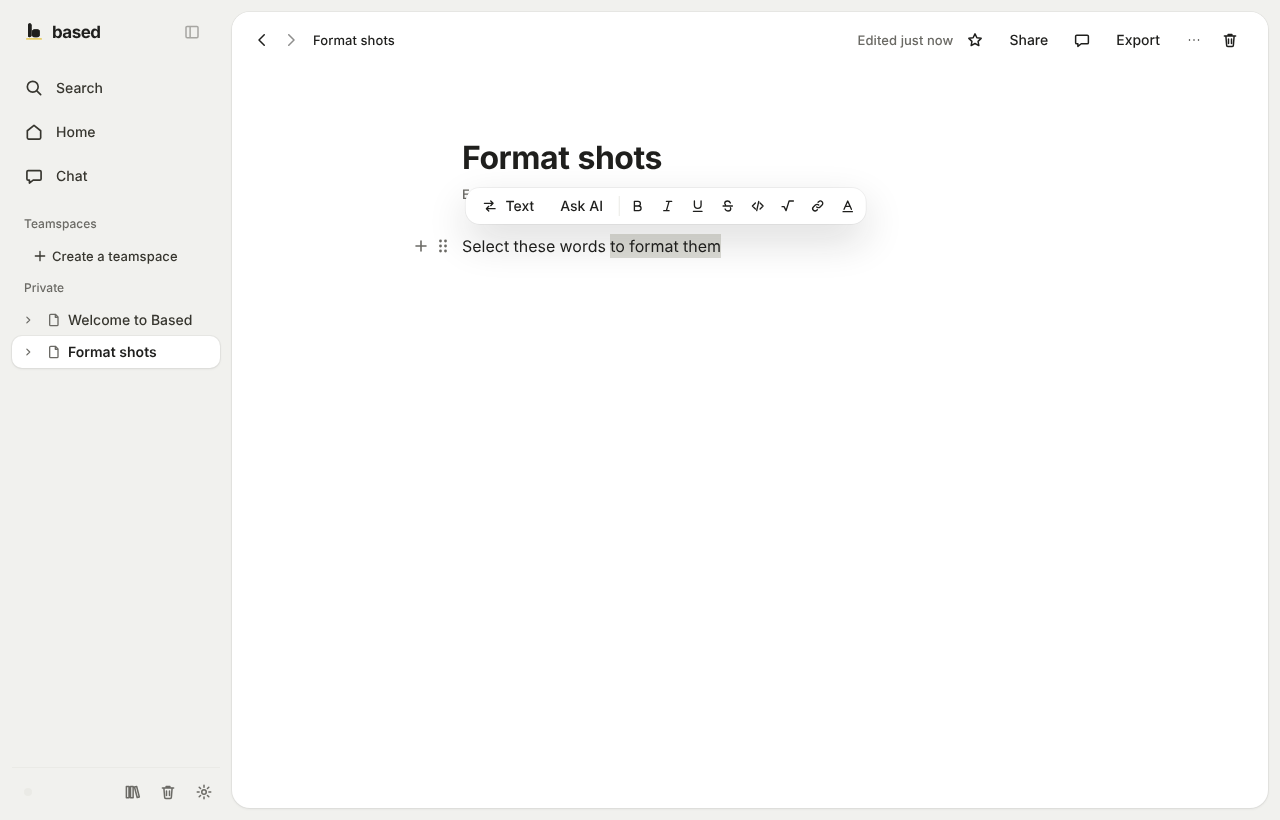 based
Search
Home
Chat
Teamspaces
Create a teamspace
Private
Welcome to Based
Format shots
Format shots
Edited just now
Share
Export
Format shots
Text
Ask AI
B
I
U
S
A
Select these words to format them